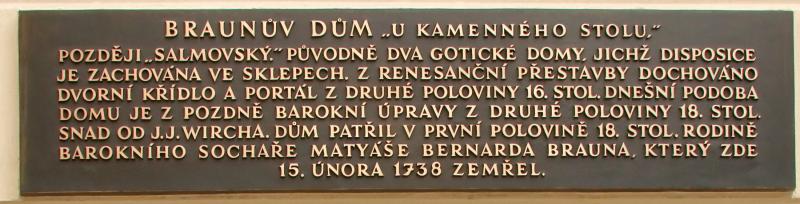 BRAUNŮV DŮM „U KAMENNÉHO STOLU,"
POZDĚJI „SALMOVSKÝ." PŮVODNĚ DVA GOTICKÉ DOMY, JICHŽ DISPOSICE
JE ZACHOVÁNA VE SKLEPECH. Z RENESANČNÍ PŘESTAVBY DOCHOVÁNO
DVORNÍ KŘÍDLO A PORTÁL Z DRUHÉ POLOVINY 16. STOL. DNEŠNÍ PODOBA
DOMU JE Z POZDNĚ BAROKNÍ ÚPRAVY Z DRUHÉ POLOVINY 18. STOL.
SNAD OD J.J.WIRCHA. DŮM PATŘIL V PRVNÍ POLOVINĚ 18. STOL. RODINĚ
BAROKNÍHO SOCHAŘE MATYÁŠE BERNARDA BRAUNA, KTERÝ ZDE
15. ÚNORA 1738 ZEMŘEL.